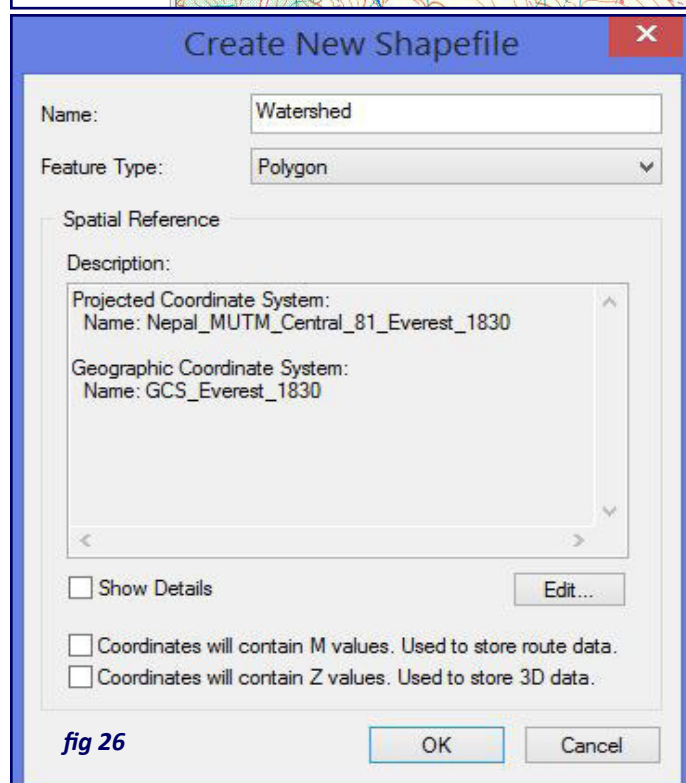 Create New Shapefile
Name: Watershed
Feature Type: Polygon
Spatial Reference
Description:
Projected Coordinate System:
Name: Nepal_MUTM_Central_81_Everest_1830
Geographic Coordinate System:
Name: GCS_Everest_1830
Show Details Edit...
Coordinates will contain M values. Used to store route data.
Coordinates will contain Z values. Used to store 3D data.
fig 26 OK Cancel